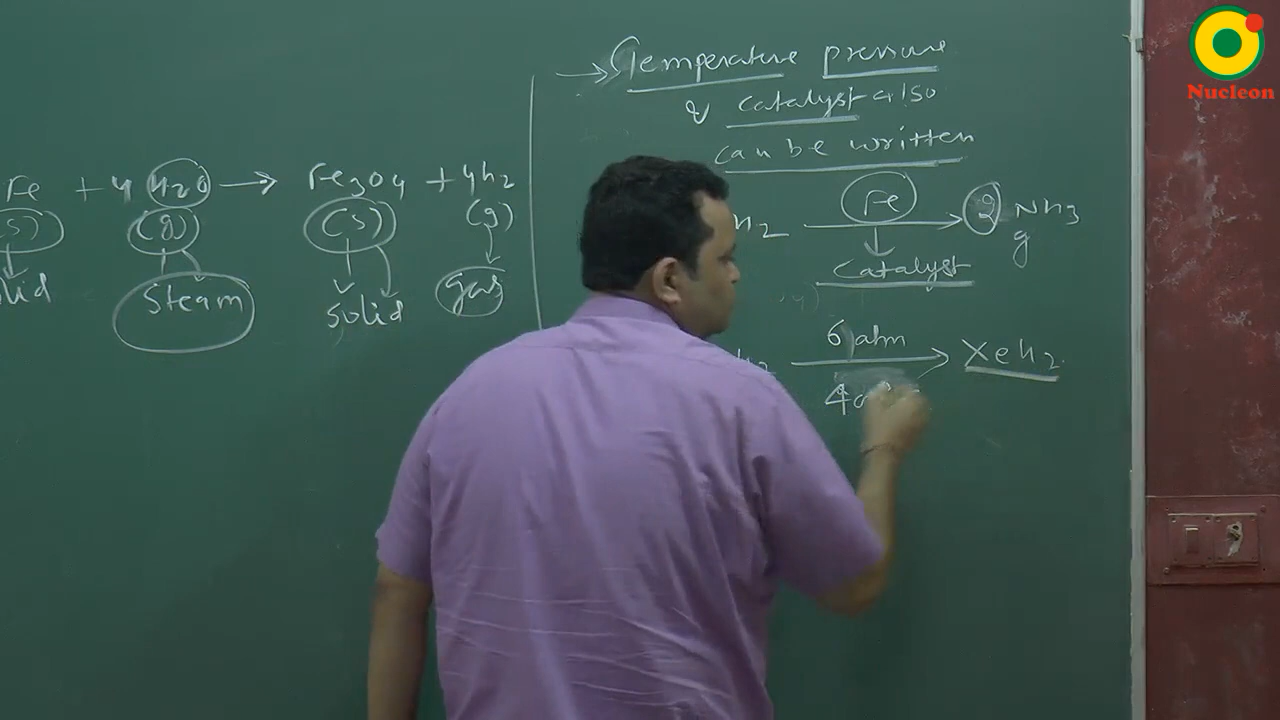 Fe + 4 H2O → Fe3O4 + 4H2
(s) (g) (s) (g)
Steam solid gas
→ Temperature pressure
& catalyst also
can be written
H2 Fe → 2 NH3
g
Catalyst
6 atm → XeH2
Nucleon